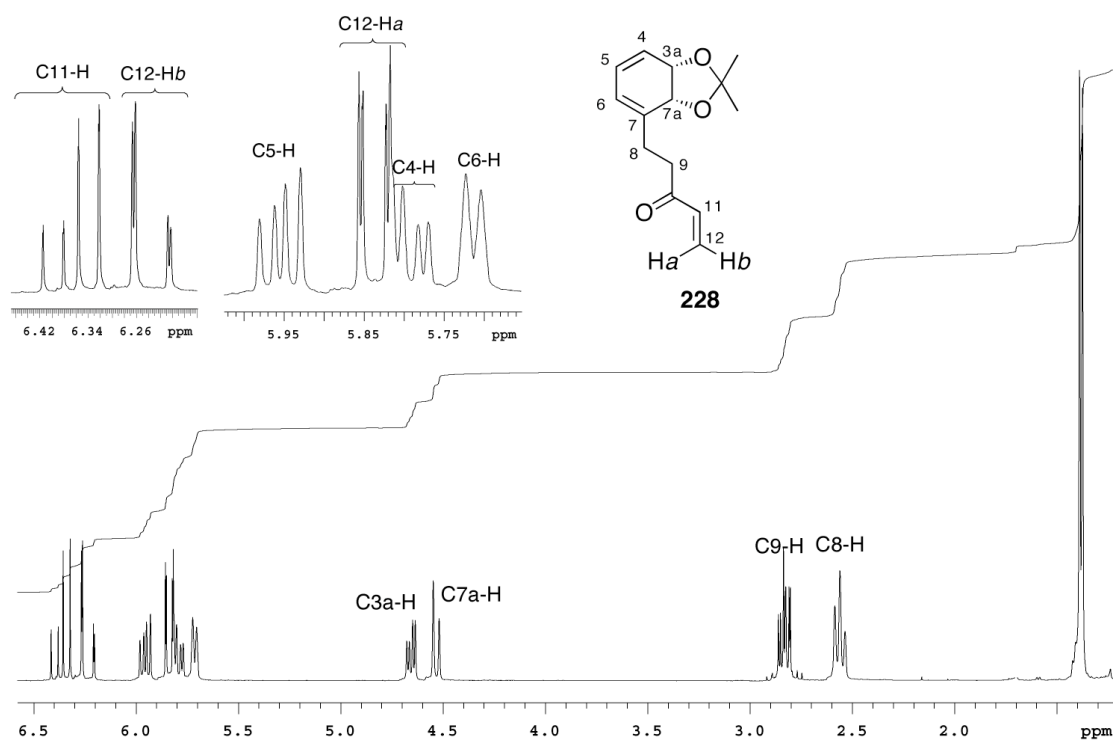 C12-Ha
C11-H
C12-Hb
C5-H
C4-H
C6-H
6.42 6.34 6.26 ppm
5.95 5.85 5.75 ppm
4
5
3a
O
6
7a
O
7
8
9
O
11
12
Ha Hb
228
C3a-H
C7a-H
C9-H
C8-H
6.5 6.0 5.5 5.0 4.5 4.0 3.5 3.0 2.5 2.0 ppm